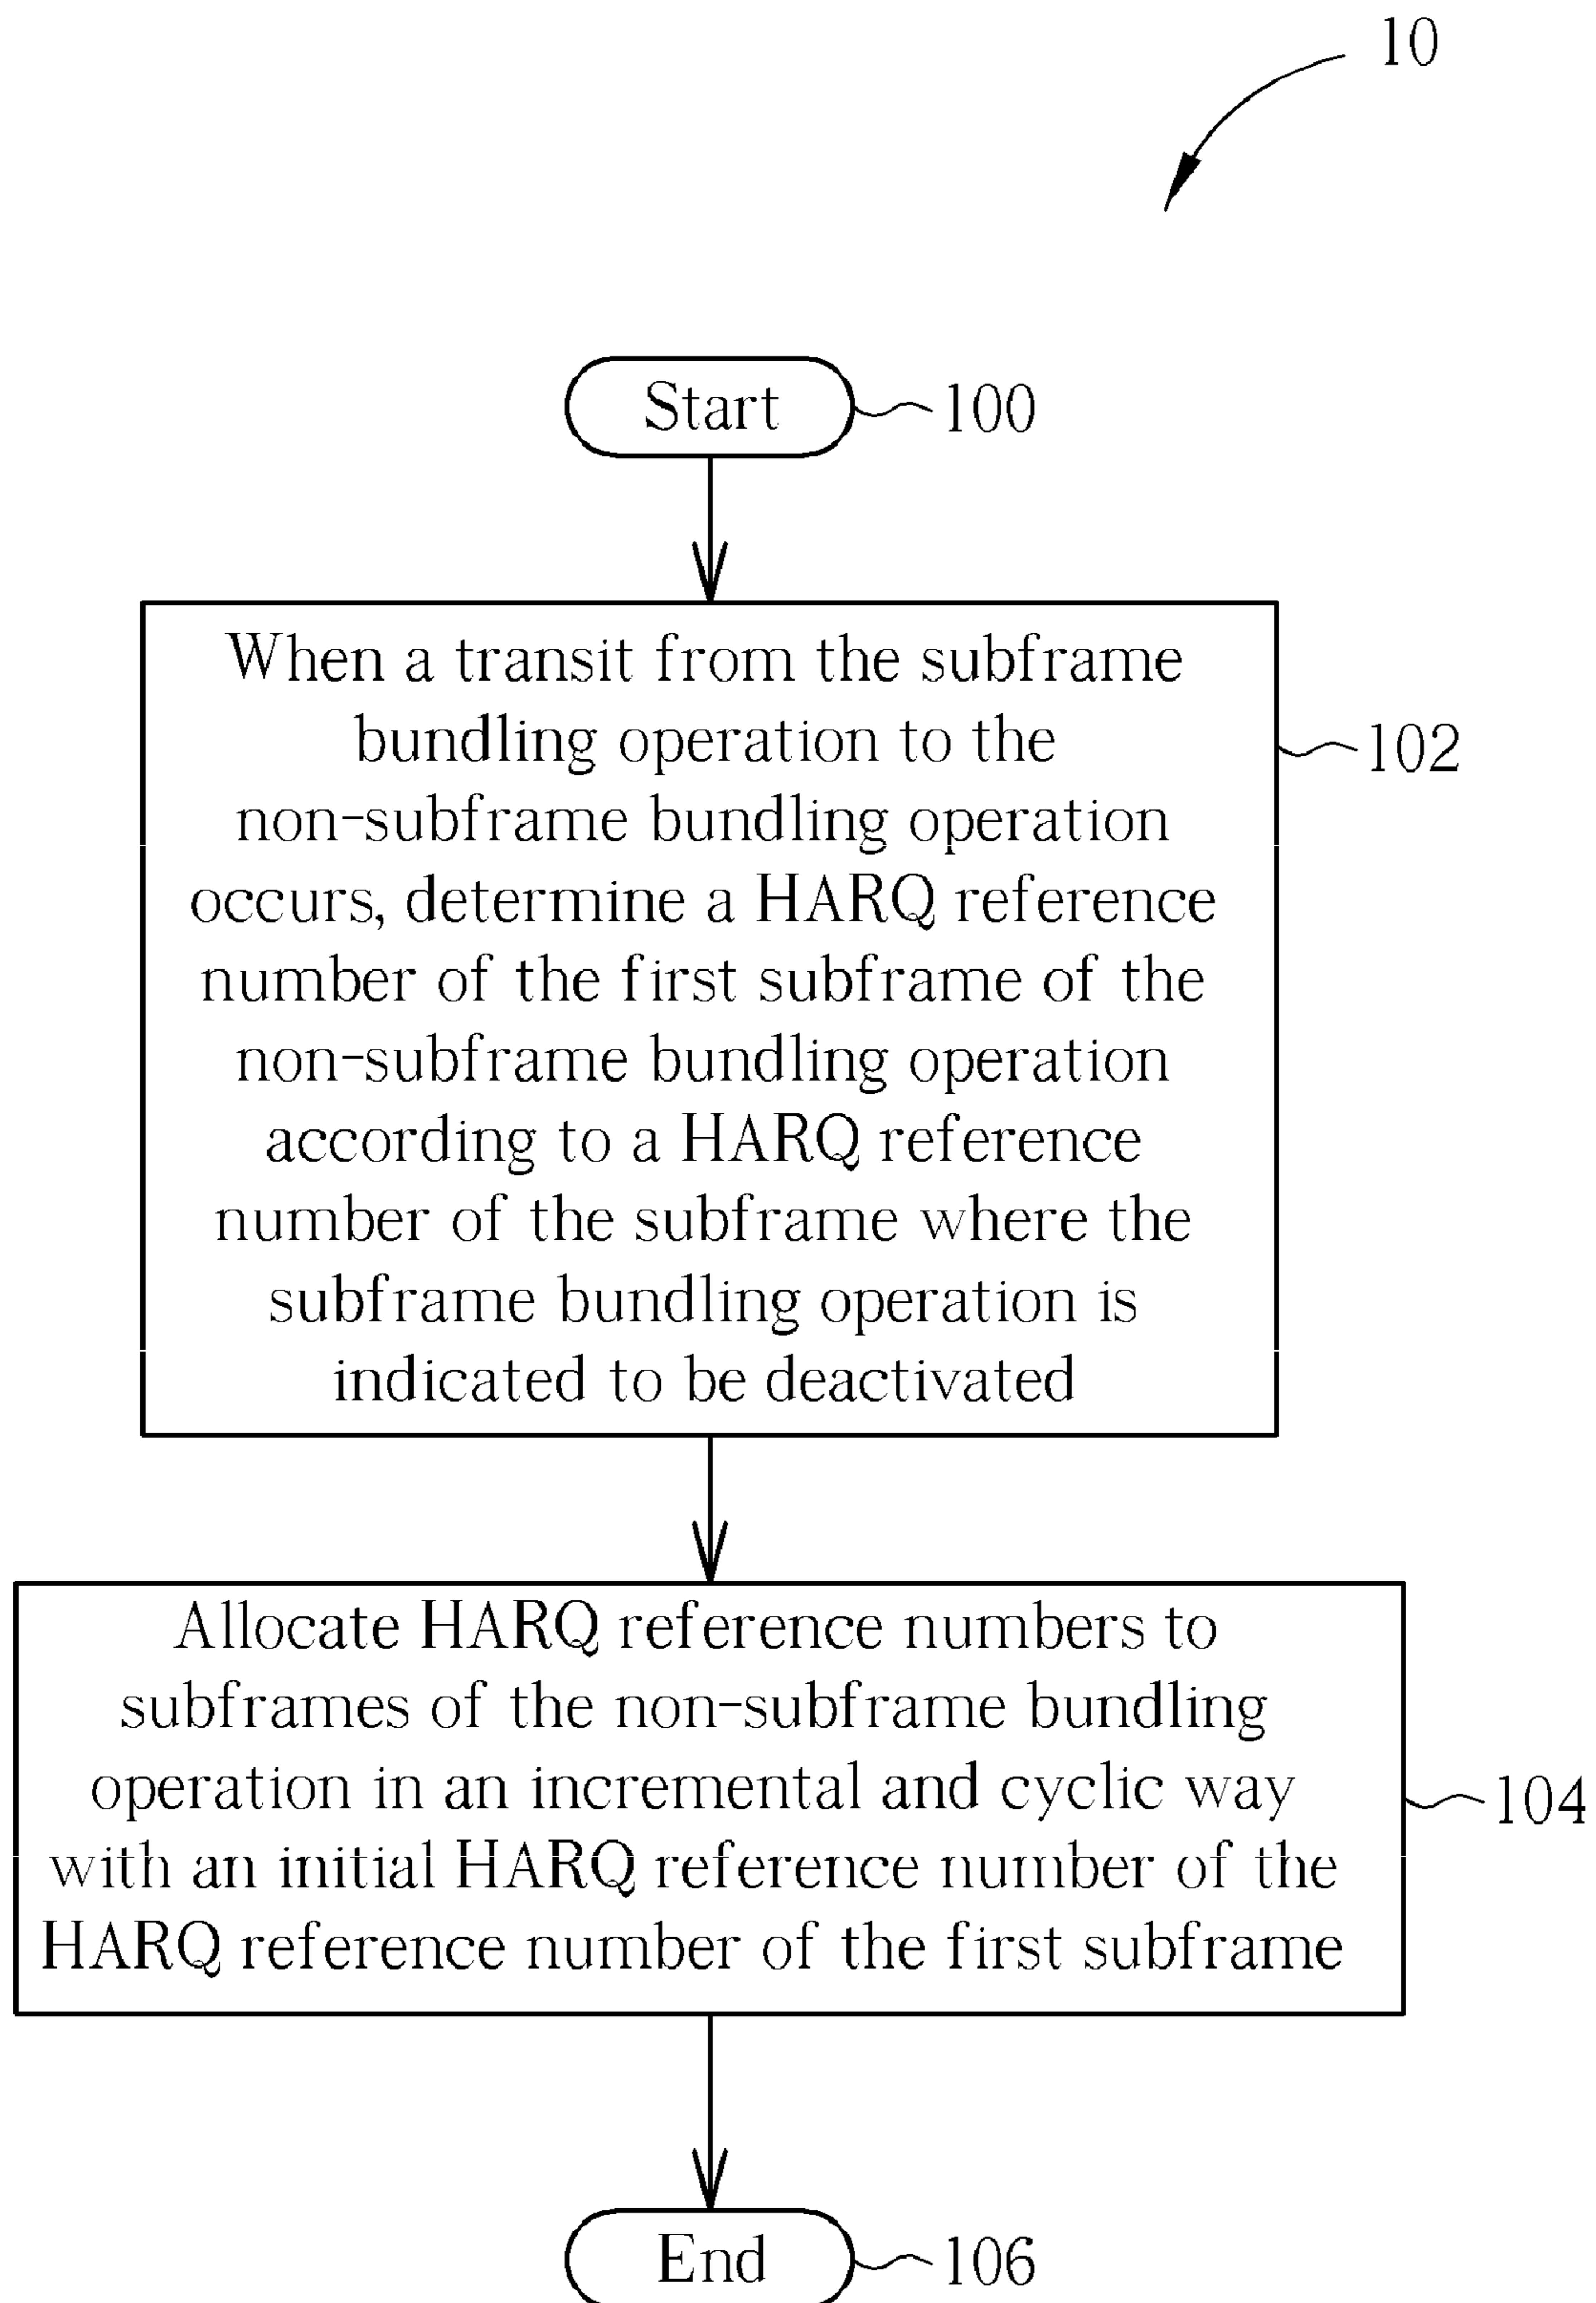 10
Start
100
When a transit from the subframe
bundling operation to the
102
non-subframe bundling operation
occurs, determine a HARQ reference
number of the first subframe of the
non-subframe bundling operation
according to a HARQ reference
number of the subframe where the
subframe bundling operation is
indicated to be deactivated
Allocate HARQ reference numbers to
subframes of the non-subframe bundling
operation in an incremental and cyclic way
104
with an initial HARQ reference number of the
HARQ reference number of the first subframe
End
106